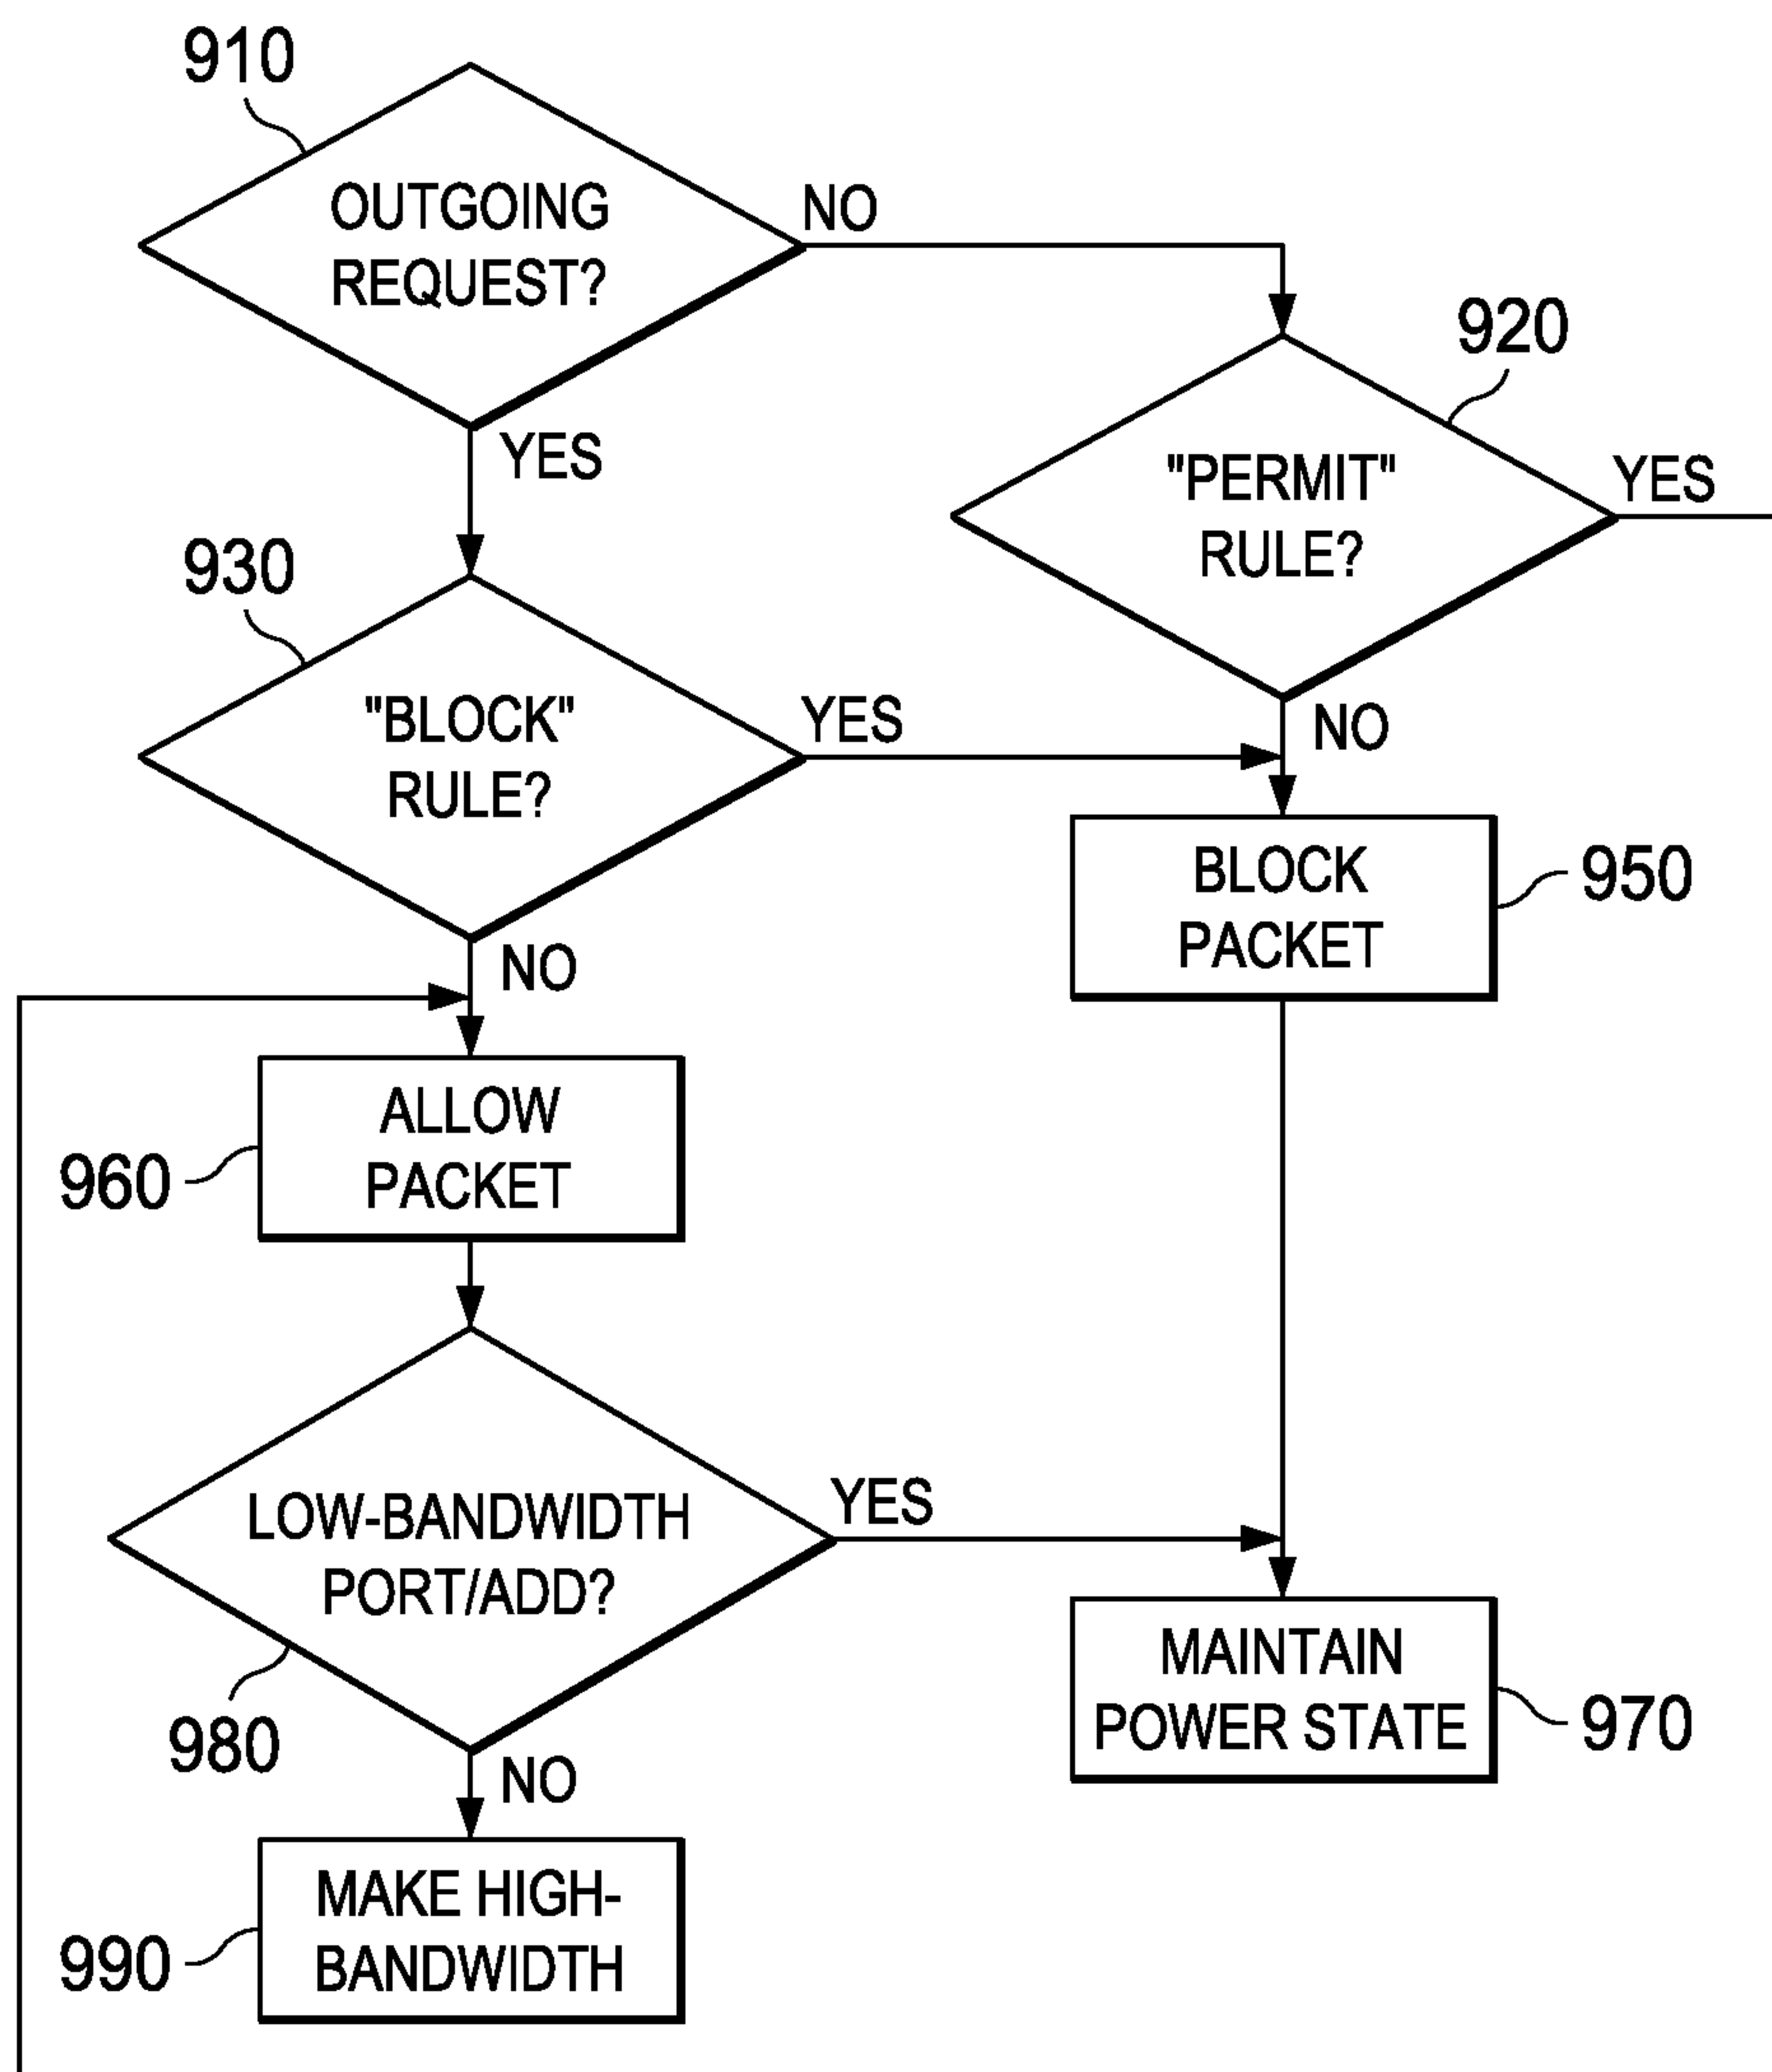 910
OUTGOING
REQUEST?
NO
920
YES
"PERMIT"
RULE?
YES
930
"BLOCK"
RULE?
YES
NO
BLOCK
PACKET
950
NO
ALLOW
PACKET
960
LOW-BANDWIDTH
PORT/ADD?
YES
MAINTAIN
POWER STATE
970
980
NO
MAKE HIGH-
BANDWIDTH
990